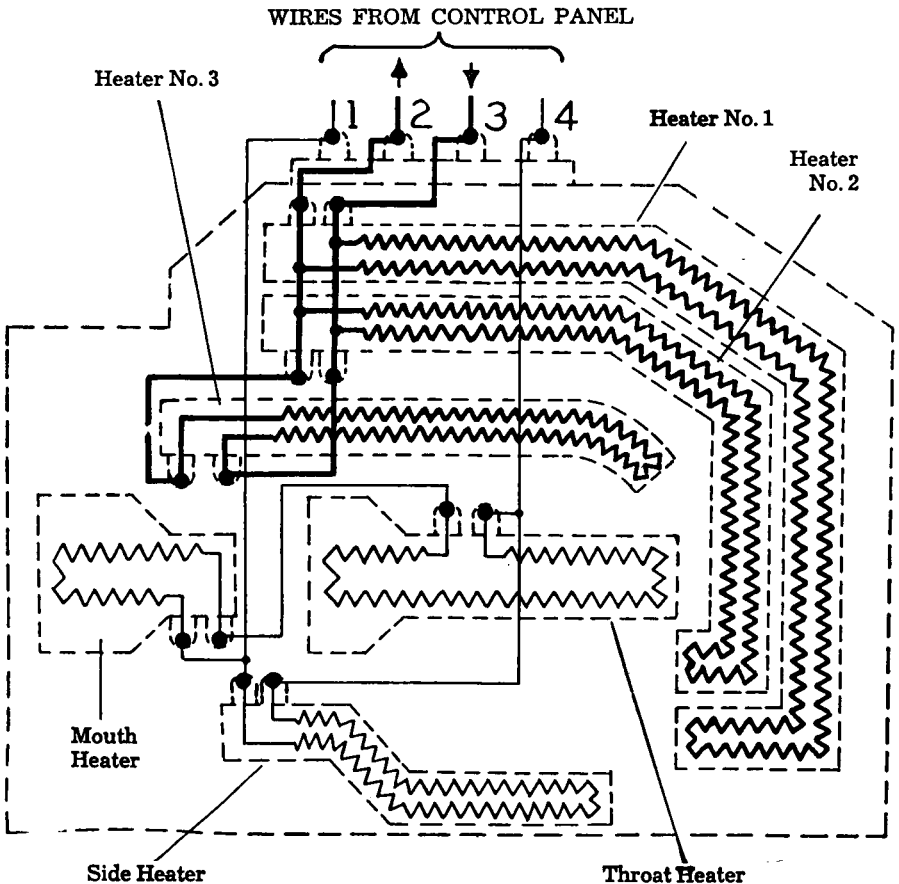 WIRES FROM CONTROL PANEL
Heater No. 3
1 2 3 4
Heater No. 1
Heater
No. 2
Mouth
Heater
Side Heater
Throat Heater